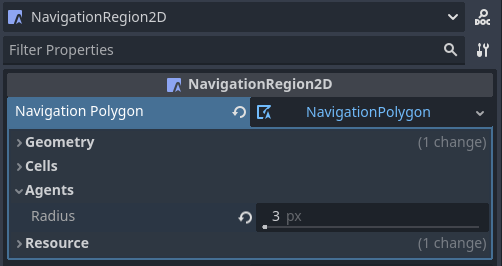 NavigationRegion2D
DOC
Filter Properties
NavigationRegion2D
Navigation Polygon NavigationPolygon
Geometry (1 change)
Cells
Agents
Radius 3 px
Resource (1 change)